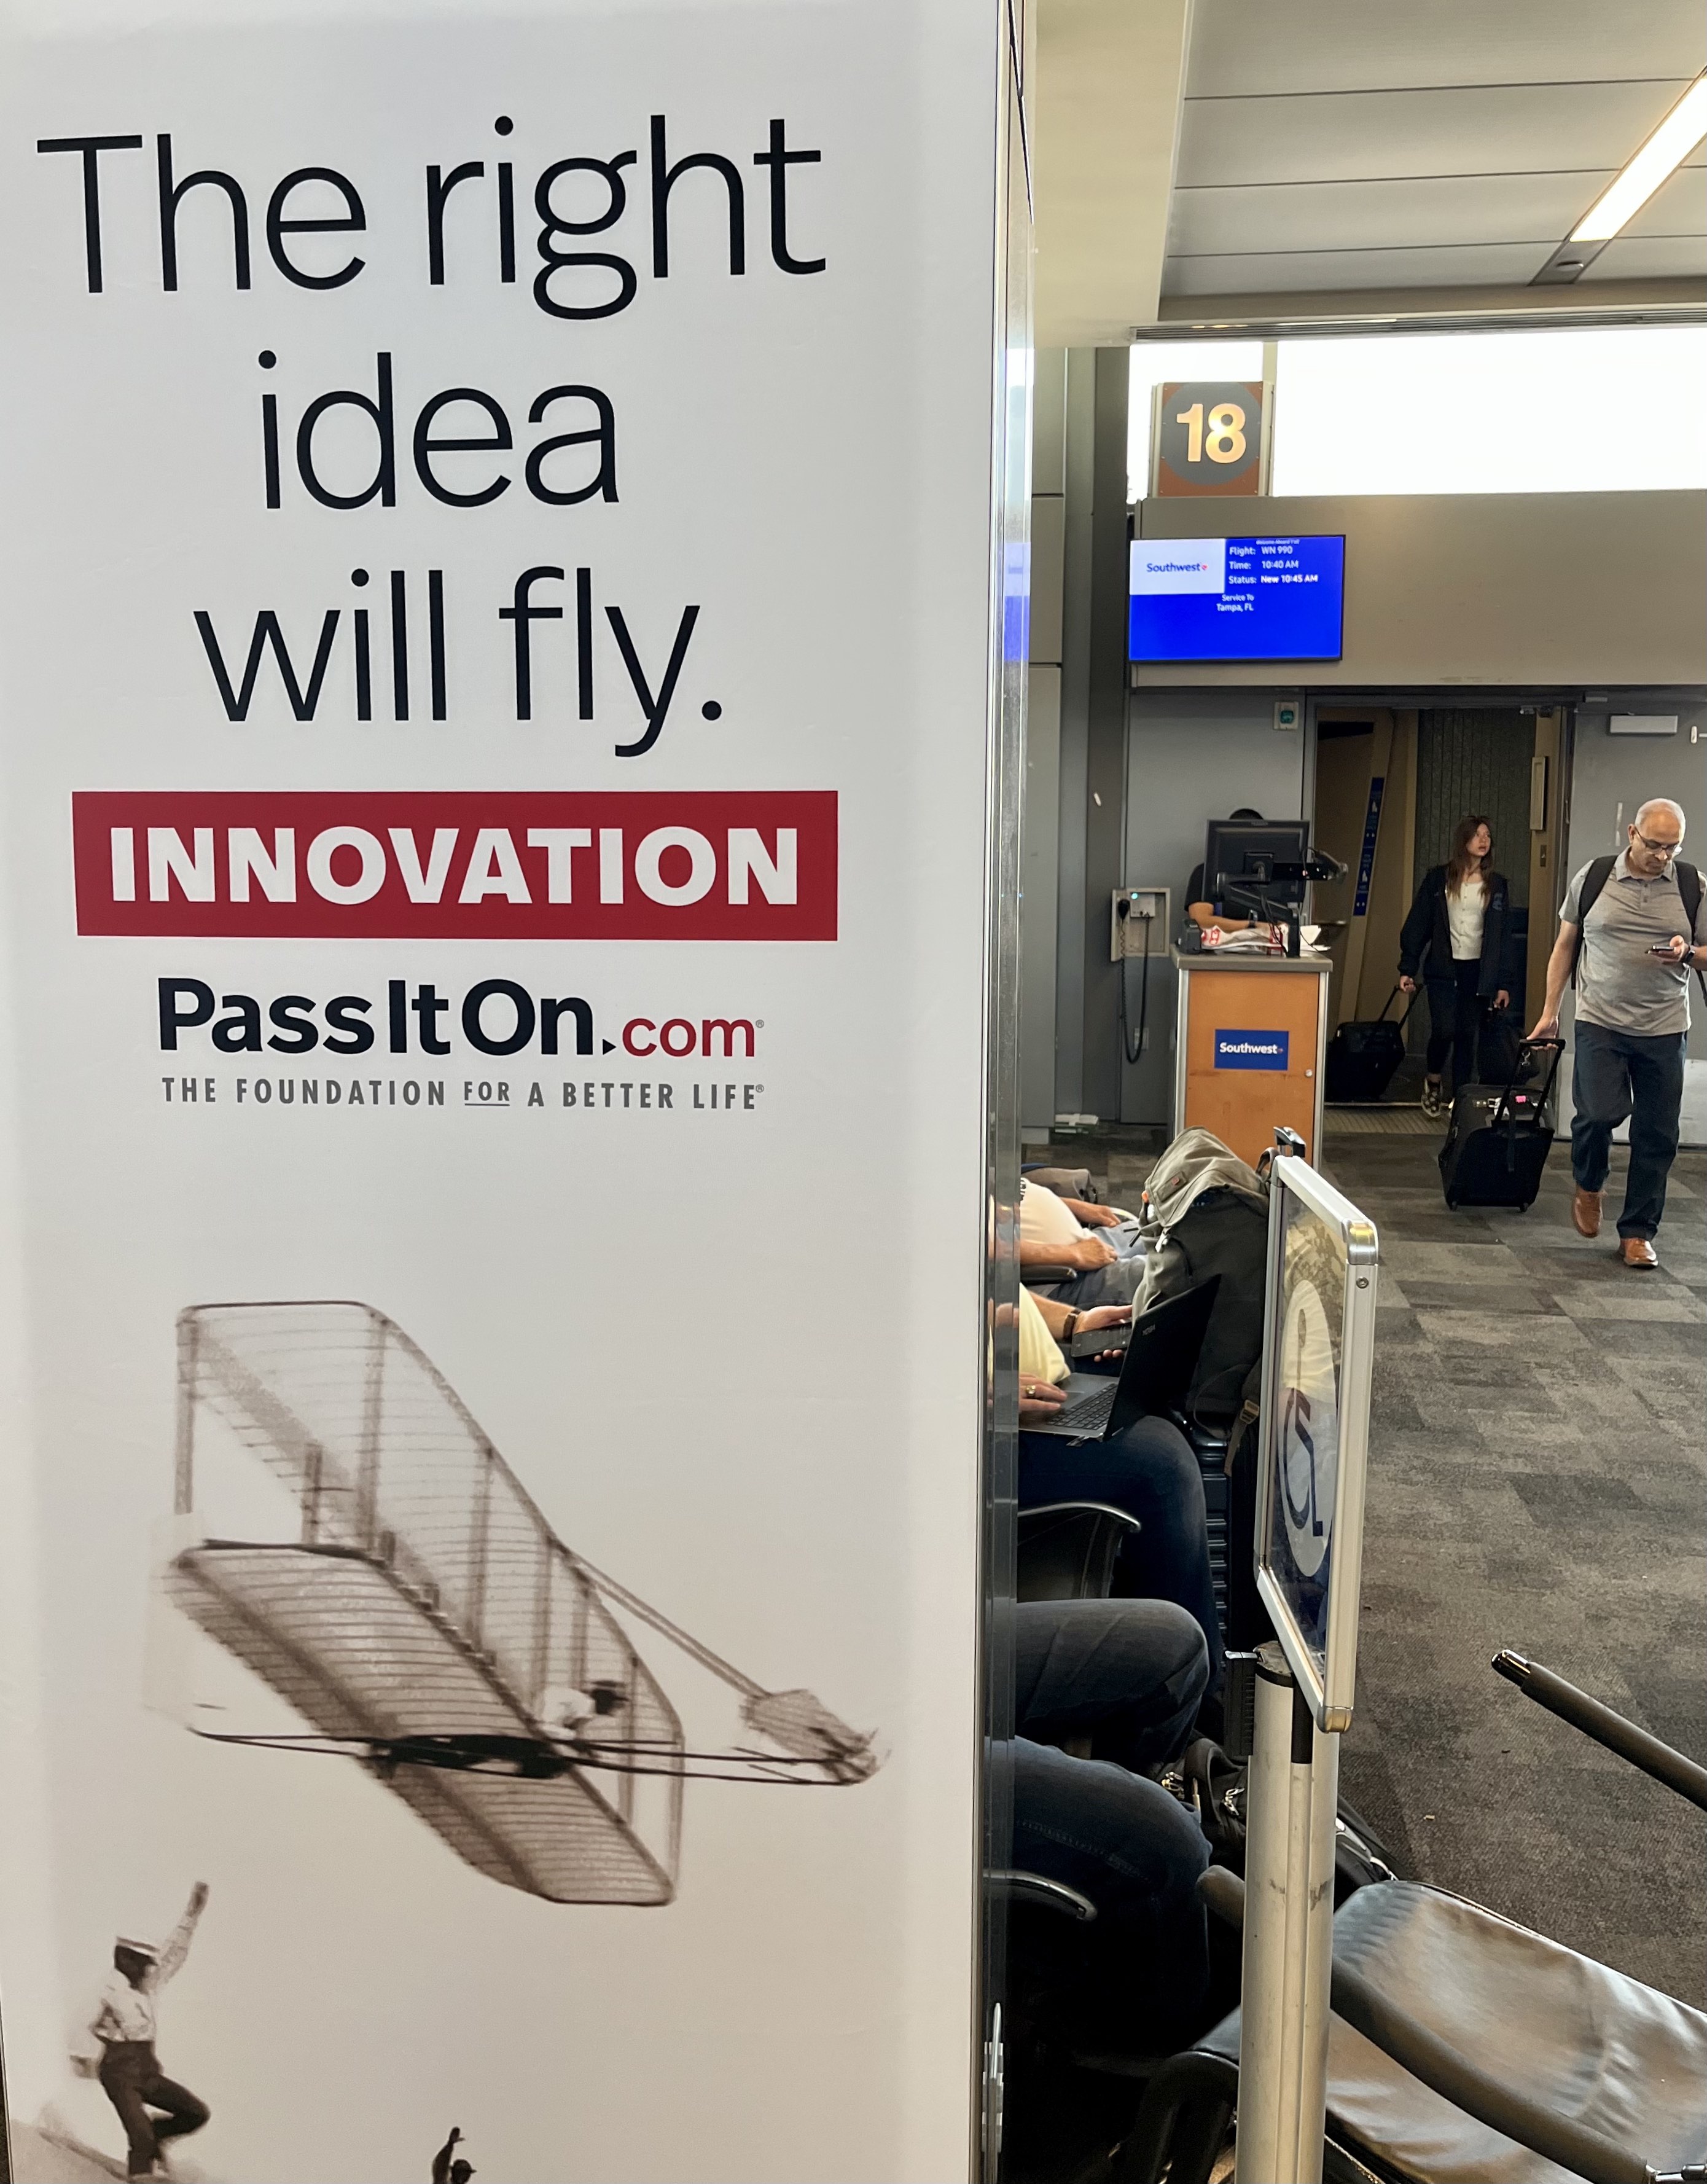 The right
idea
will fly.
INNOVATION
PassItOn.com®
THE FOUNDATION FOR A BETTER LIFE®
18
Southwest
Flight: WN 990
Time: 10:40 AM
Status: New 10:45 AM
Service To
Tampa, FL
Southwest